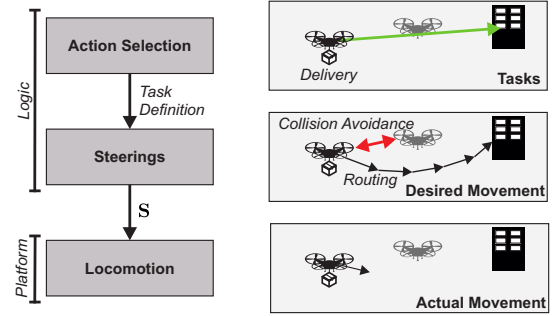 Action Selection
Logic
Task
Definition
Steerings
S
Platform
Locomotion
Delivery
Tasks
Collision Avoidance
Routing
Desired Movement
Actual Movement